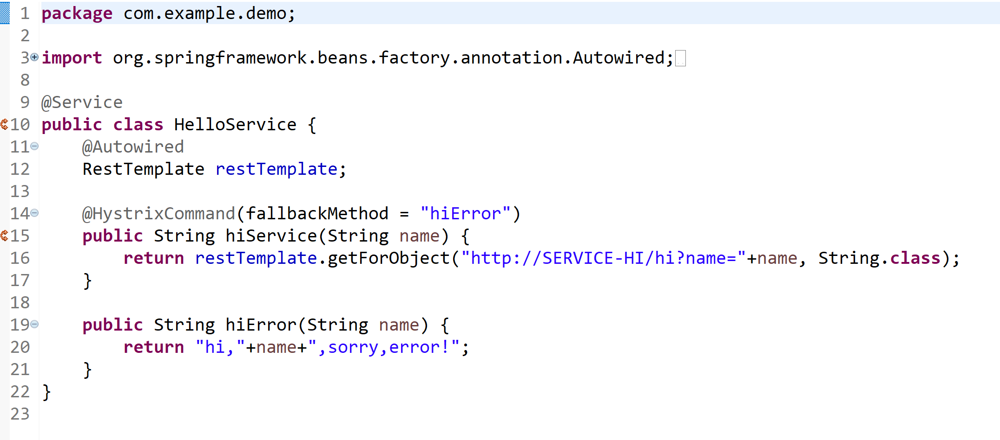 1 package com.example.demo;
2
3 import org.springframework.beans.factory.annotation.Autowired;
8
9 @Service
10 public class HelloService {
11     @Autowired
12     RestTemplate restTemplate;
13
14     @HystrixCommand(fallbackMethod = "hiError")
15     public String hiService(String name) {
16         return restTemplate.getForObject("http://SERVICE-HI/hi?name="+name, String.class);
17     }
18
19     public String hiError(String name) {
20         return "hi,"+name+",sorry,error!";
21     }
22 }
23